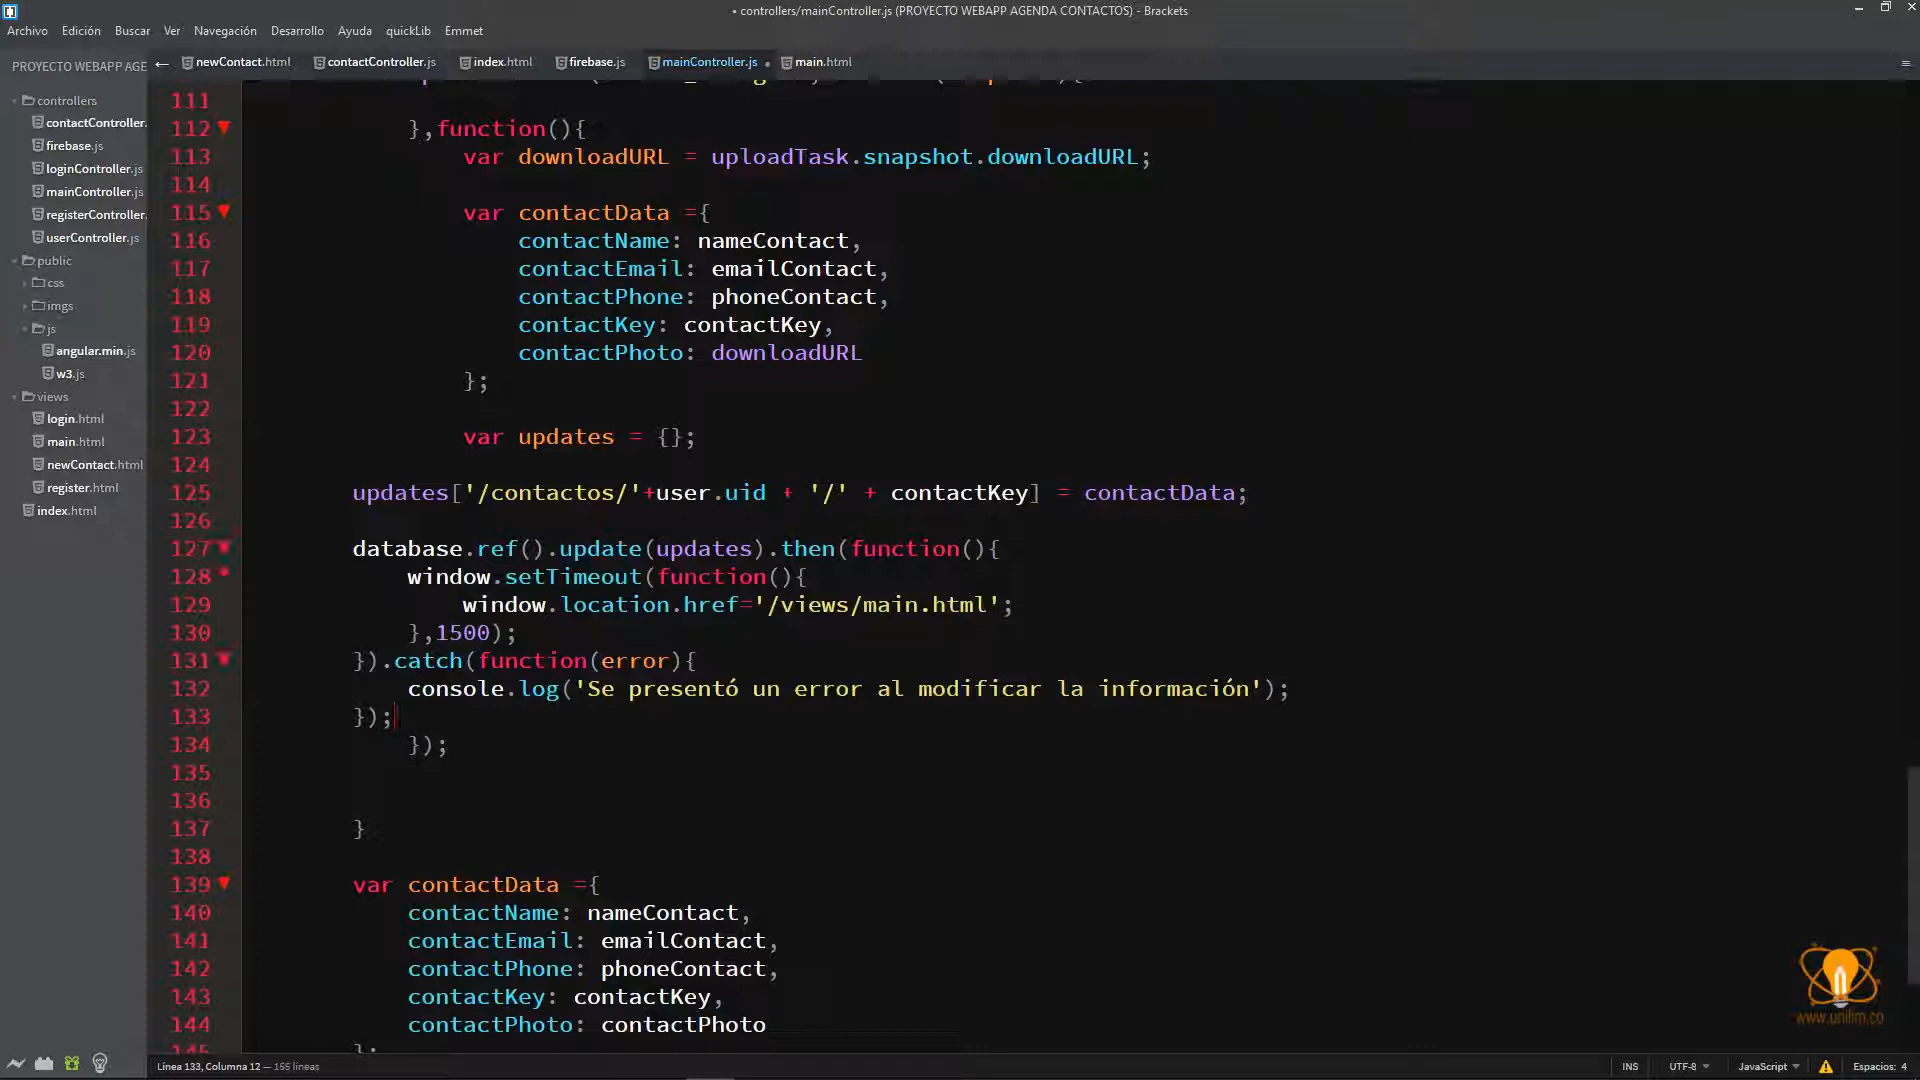 • controllers/mainController.js (PROYECTO WEBAPP AGENDA CONTACTOS) - Brackets
Archivo Edición Buscar Ver Navegación Desarrollo Ayuda quickLib Emmet
PROYECTO WEBAPP AGE
newContact.html contactController.js index.html firebase.js mainController.js main.html
controllers
contactController.
firebase.js
loginController.js
mainController.js
registerController.
userController.js
public
css
imgs
js
angular.min.js
w3.js
views
login.html
main.html
newContact.html
register.html
index.html
111
112 },function(){
113 var downloadURL = uploadTask.snapshot.downloadURL;
114
115 var contactData ={
116 contactName: nameContact,
117 contactEmail: emailContact,
118 contactPhone: phoneContact,
119 contactKey: contactKey,
120 contactPhoto: downloadURL
121 };
122
123 var updates = {};
124
125 updates['/contactos/'+user.uid + '/' + contactKey] = contactData;
126
127 database.ref().update(updates).then(function(){
128 window.setTimeout(function(){
129 window.location.href='/views/main.html';
130 },1500);
131 }).catch(function(error){
132 console.log('Se presentó un error al modificar la información');
133 });
134 });
135
136
137 }
138
139 var contactData ={
140 contactName: nameContact,
141 contactEmail: emailContact,
142 contactPhone: phoneContact,
143 contactKey: contactKey,
144 contactPhoto: contactPhoto
145 };
www.unilim.co
Línea 133, Columna 12 — 155 líneas
INS UTF-8 JavaScript Espacios: 4